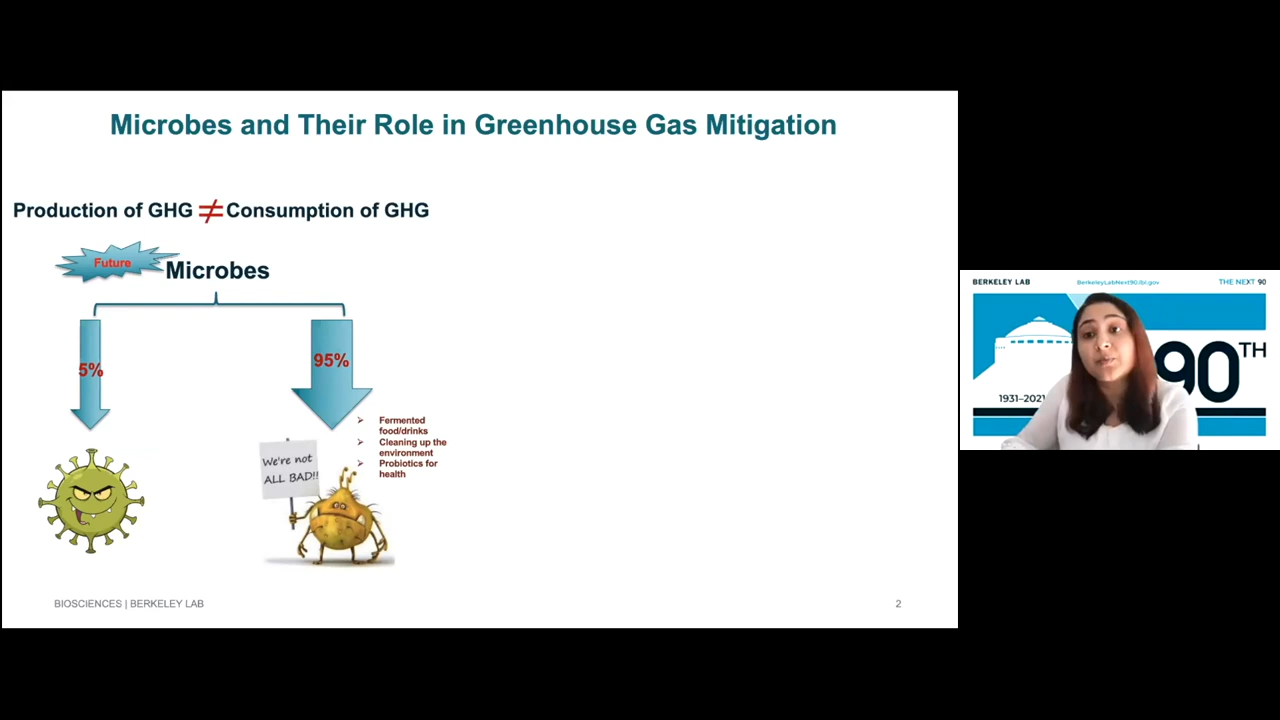 Microbes and Their Role in Greenhouse Gas Mitigation
Production of GHG ≠ Consumption of GHG
Future
Microbes
5%
95%
➢ Fermented
food/drinks
➢ Cleaning up the
environment
➢ Probiotics for
health
We're not
ALL BAD!!
BIOSCIENCES | BERKELEY LAB
2
BERKELEY LAB
BerkeleyLabNext90.lbl.gov
THE NEXT 90
90TH
1931–2021